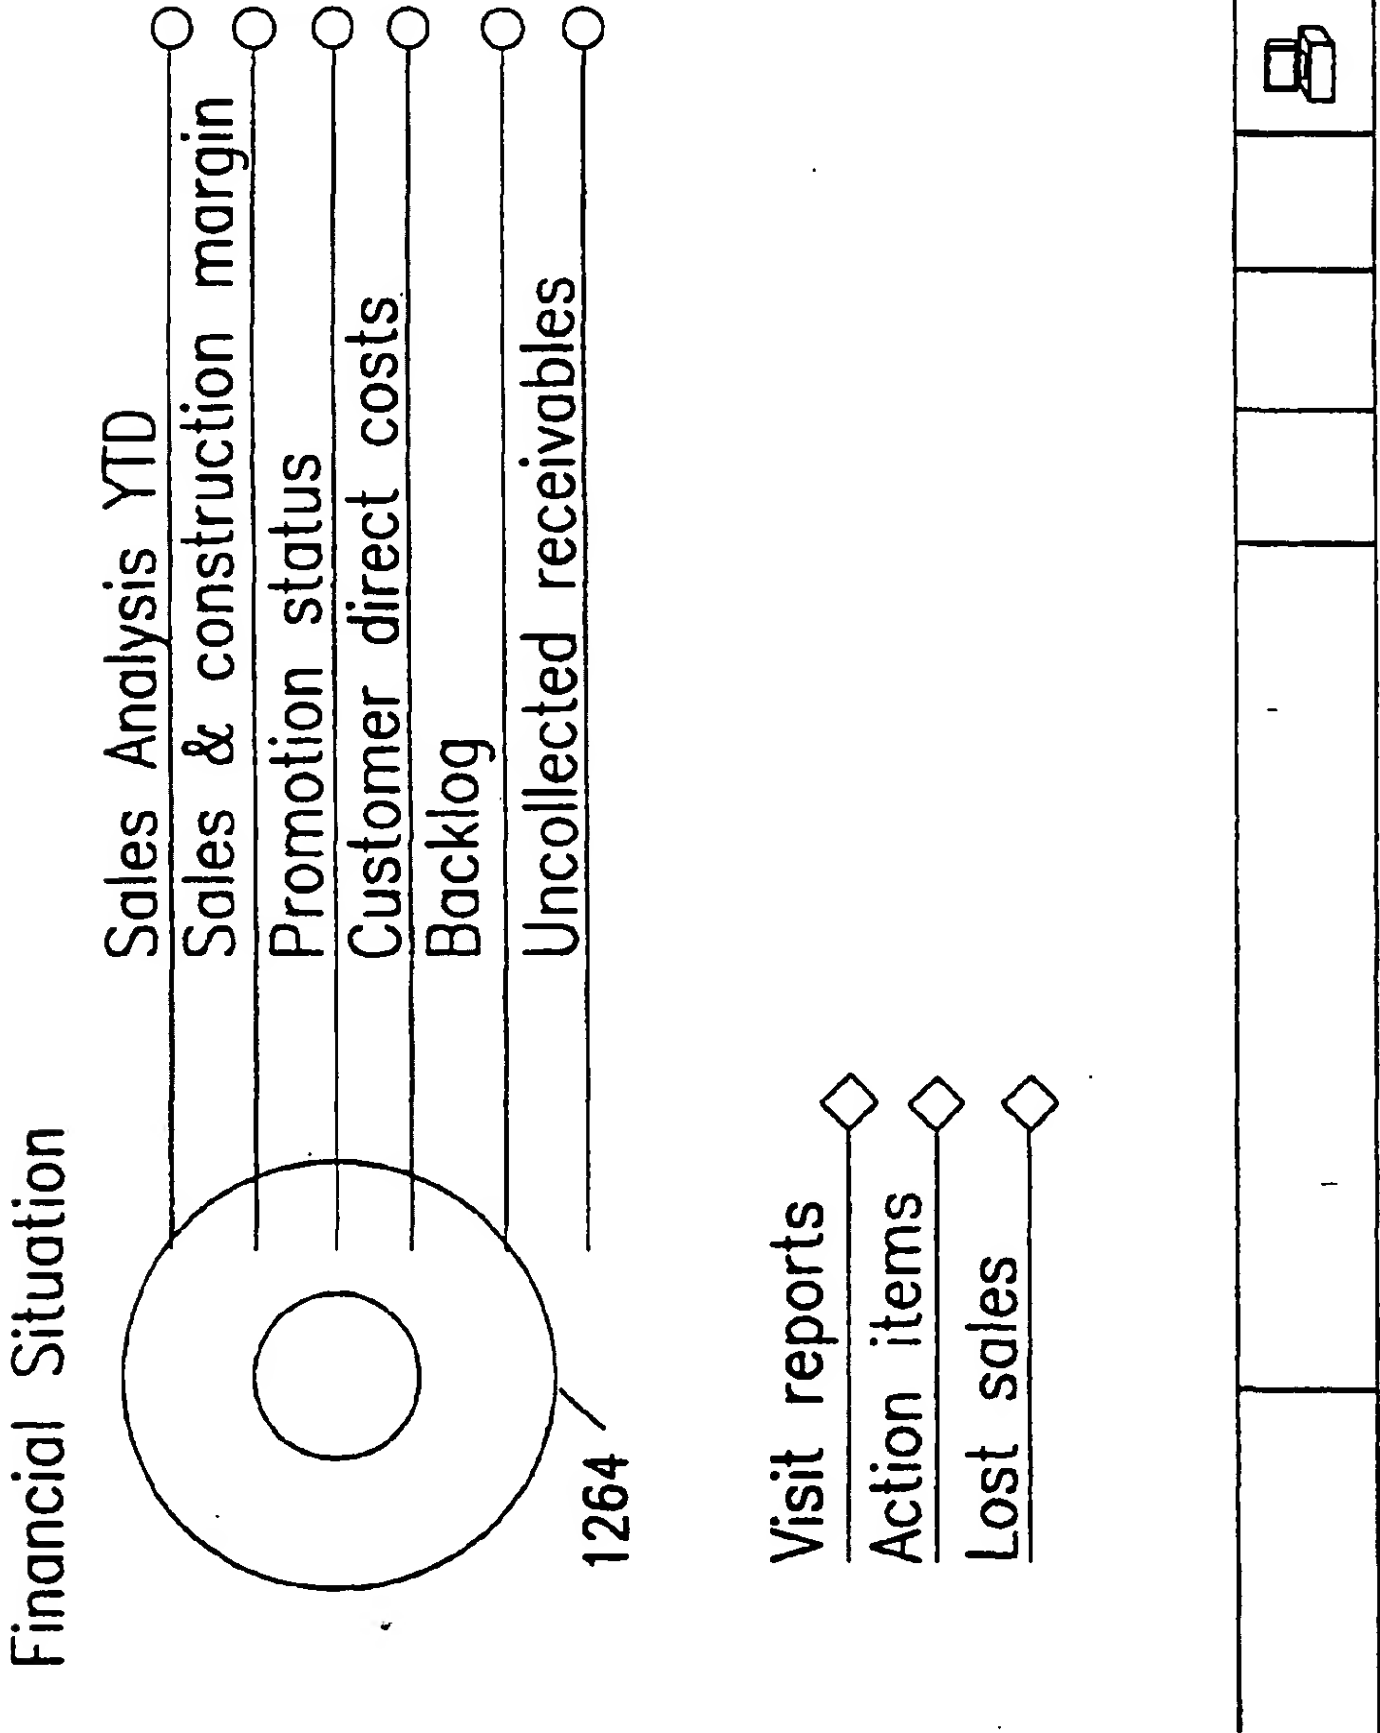 Financial Situation
Sales Analysis YTD
Sales & construction margin
Promotion status
Customer direct costs
Backlog
Uncollected receivables
1264
Visit reports
Action items
Lost sales